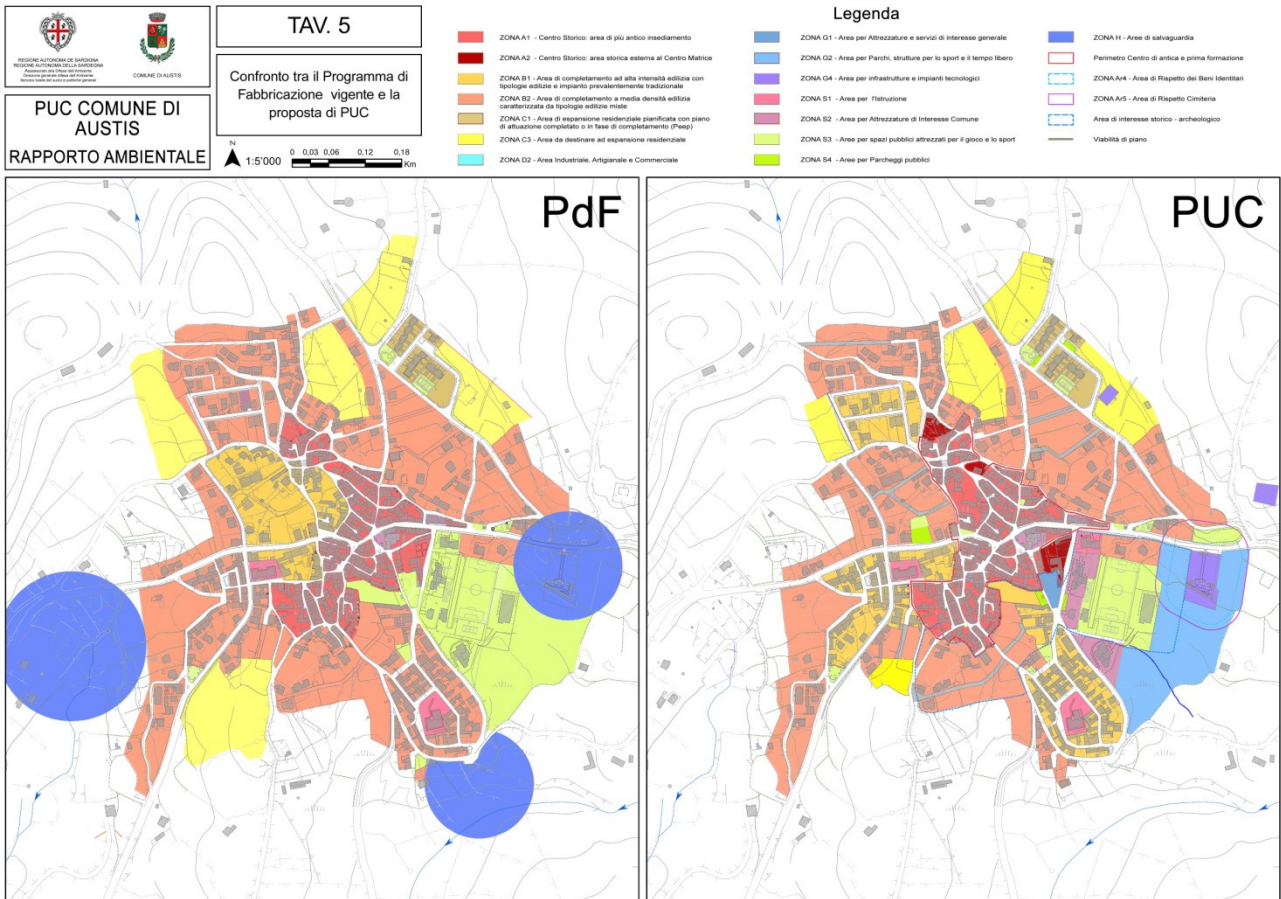 REGIONE AUTONOMA DE SARDIGNA
REGIONE AUTONOMA DELLA SARDEGNA
Assessorato alla Difesa dell'Ambiente
COMUNE DI AUSTIS
PUC COMUNE DI
AUSTIS
RAPPORTO AMBIENTALE
TAV. 5
Confronto tra il Programma di
Fabbricazione vigente e la
proposta di PUC
N
1:5'000
0 0,03 0,06 0,12 0,18
Km
Legenda
ZONA A1 - Centro Storico: area di più antico insediamento
ZONA A2 - Centro Storico: area storica esterna al Centro Matrice
ZONA B1 - Area di completamento ad alta intensità edilizia con
tipologie edilizie e impianto prevalentemente tradizionale
ZONA B2 - Area di completamento a media densità edilizia
caratterizzata da tipologie edilizie miste
ZONA C1 - Area di espansione residenziale pianificata con piano
di attuazione completato o in fase di completamento (Peep)
ZONA C3 - Area da destinare ad espansione residenziale
ZONA D2 - Area Industriale, Artigianale e Commerciale
ZONA G1 - Area per Attrezzature e servizi di interesse generale
ZONA G2 - Area per Parchi, strutture per lo sport e il tempo libero
ZONA G4 - Area per infrastrutture e impianti tecnologici
ZONA S1 - Area per l'Istruzione
ZONA S2 - Area per Attrezzature di Interesse Comune
ZONA S3 - Aree per spazi pubblici attrezzati per il gioco e lo sport
ZONA S4 - Aree per Parcheggi pubblici
ZONA H - Aree di salvaguardia
Perimetro Centro di antica e prima formazione
ZONA Ar4 - Area di Rispetto dei Beni Identitari
ZONA Ar5 - Area di Rispetto Cimiteria
Area di interesse storico - archeologico
Viabilità di piano
PdF
PUC